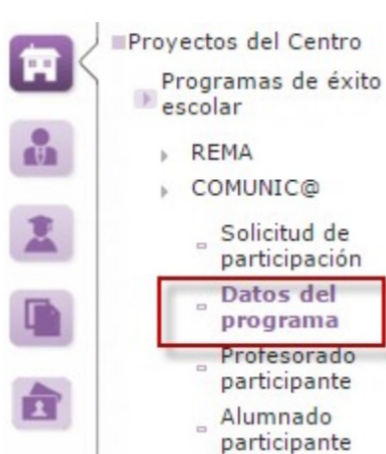 Proyectos del Centro
Programas de éxito
escolar
REMA
COMUNIC@
Solicitud de
participación
Datos del
programa
Profesorado
participante
Alumnado
participante